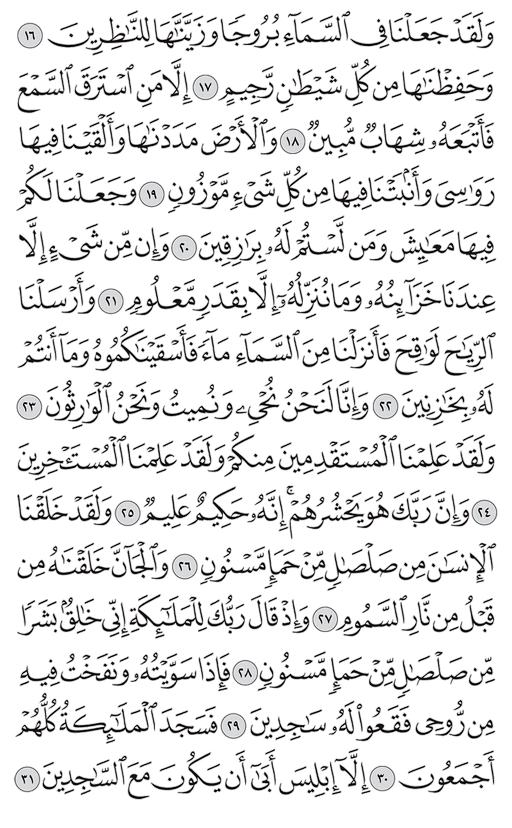 وَلَقَدْ جَعَلْنَا فِي ٱلسَّمَآءِ بُرُوجًا وَزَيَّنَّٰهَا لِلنَّٰظِرِينَ ١٦
وَحَفِظْنَٰهَا مِن كُلِّ شَيْطَٰنٍ رَّجِيمٍ ١٧ إِلَّا مَنِ ٱسْتَرَقَ ٱلسَّمْعَ
فَأَتْبَعَهُۥ شِهَابٌ مُّبِينٌ ١٨ وَٱلْأَرْضَ مَدَدْنَٰهَا وَأَلْقَيْنَا فِيهَا
رَوَٰسِيَ وَأَنۢبَتْنَا فِيهَا مِن كُلِّ شَيْءٍ مَّوْزُونٍ ١٩ وَجَعَلْنَا لَكُمْ
فِيهَا مَعَٰيِشَ وَمَن لَّسْتُمْ لَهُۥ بِرَٰزِقِينَ ٢٠ وَإِن مِّن شَيْءٍ إِلَّا
عِندَنَا خَزَآئِنُهُۥ وَمَا نُنَزِّلُهُۥٓ إِلَّا بِقَدَرٍ مَّعْلُومٍ ٢١ وَأَرْسَلْنَا
ٱلرِّيَٰحَ لَوَٰقِحَ فَأَنزَلْنَا مِنَ ٱلسَّمَآءِ مَآءً فَأَسْقَيْنَٰكُمُوهُ وَمَآ أَنتُمْ
لَهُۥ بِخَٰزِنِينَ ٢٢ وَإِنَّا لَنَحْنُ نُحْيِۦ وَنُمِيتُ وَنَحْنُ ٱلْوَٰرِثُونَ ٢٣
وَلَقَدْ عَلِمْنَا ٱلْمُسْتَقْدِمِينَ مِنكُمْ وَلَقَدْ عَلِمْنَا ٱلْمُسْتَـْٔخِرِينَ
٢٤ وَإِنَّ رَبَّكَ هُوَ يَحْشُرُهُمْۚ إِنَّهُۥ حَكِيمٌ عَلِيمٌ ٢٥ وَلَقَدْ خَلَقْنَا
ٱلْإِنسَٰنَ مِن صَلْصَٰلٍ مِّنْ حَمَإٍ مَّسْنُونٍ ٢٦ وَٱلْجَآنَّ خَلَقْنَٰهُ مِن
قَبْلُ مِن نَّارِ ٱلسَّمُومِ ٢٧ وَإِذْ قَالَ رَبُّكَ لِلْمَلَٰٓئِكَةِ إِنِّي خَٰلِقٌۢ بَشَرًا
مِّن صَلْصَٰلٍ مِّنْ حَمَإٍ مَّسْنُونٍ ٢٨ فَإِذَا سَوَّيْتُهُۥ وَنَفَخْتُ فِيهِ
مِن رُّوحِي فَقَعُوا۟ لَهُۥ سَٰجِدِينَ ٢٩ فَسَجَدَ ٱلْمَلَٰٓئِكَةُ كُلُّهُمْ
أَجْمَعُونَ ٣٠ إِلَّآ إِبْلِيسَ أَبَىٰٓ أَن يَكُونَ مَعَ ٱلسَّٰجِدِينَ ٣١